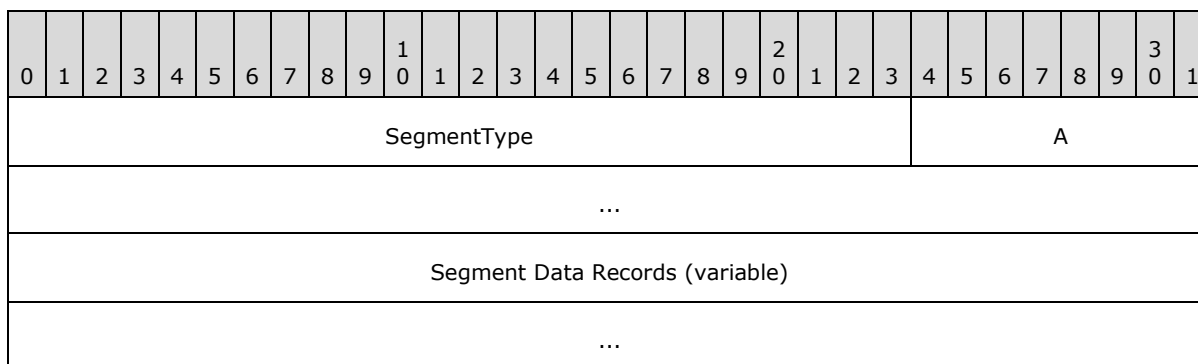 0 1 2 3 4 5 6 7 8 9 1 0 1 2 3 4 5 6 7 8 9 2 0 1 2 3 4 5 6 7 8 9 3 0 1
SegmentType A
...
Segment Data Records (variable)
...